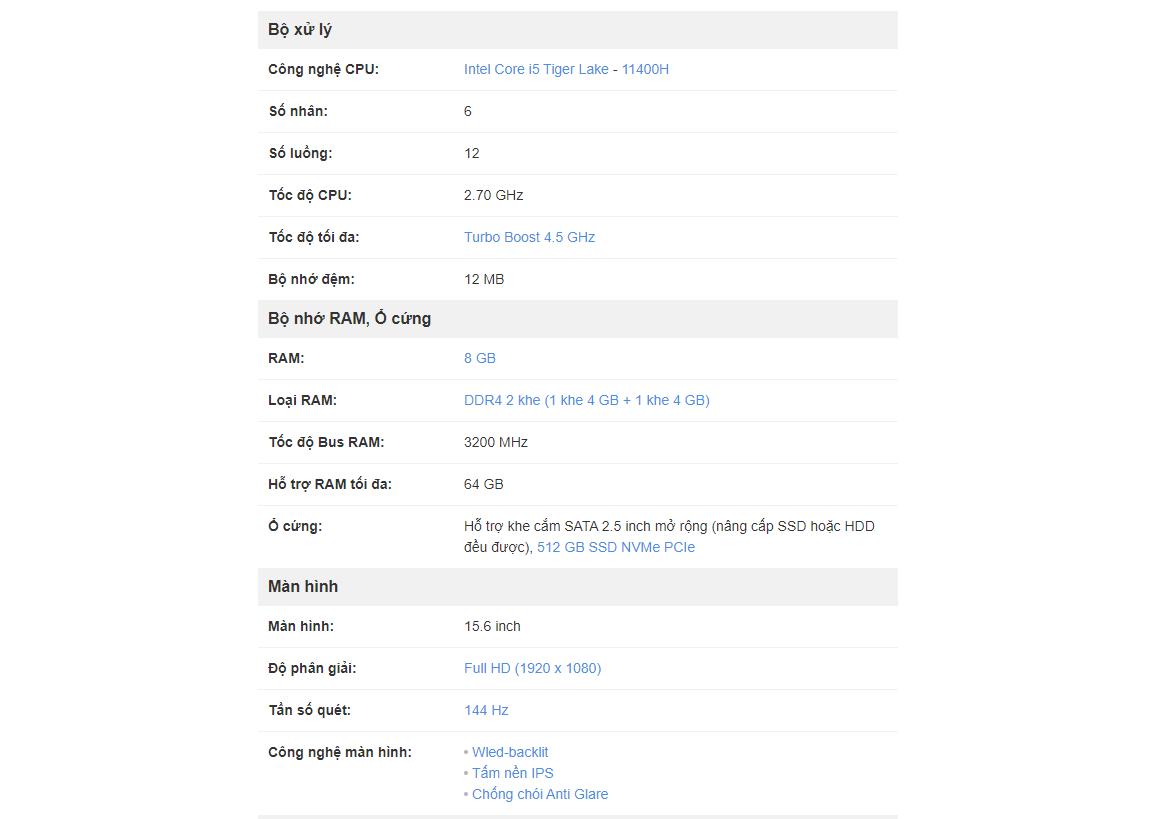 Bộ xử lý
Công nghệ CPU: Intel Core i5 Tiger Lake - 11400H
Số nhân: 6
Số luồng: 12
Tốc độ CPU: 2.70 GHz
Tốc độ tối đa: Turbo Boost 4.5 GHz
Bộ nhớ đệm: 12 MB
Bộ nhớ RAM, Ổ cứng
RAM: 8 GB
Loại RAM: DDR4 2 khe (1 khe 4 GB + 1 khe 4 GB)
Tốc độ Bus RAM: 3200 MHz
Hỗ trợ RAM tối đa: 64 GB
Ổ cứng: Hỗ trợ khe cắm SATA 2.5 inch mở rộng (nâng cấp SSD hoặc HDD
đều được), 512 GB SSD NVMe PCIe
Màn hình
Màn hình: 15.6 inch
Độ phân giải: Full HD (1920 x 1080)
Tần số quét: 144 Hz
Công nghệ màn hình: • Wled-backlit
• Tấm nền IPS
• Chống chói Anti Glare